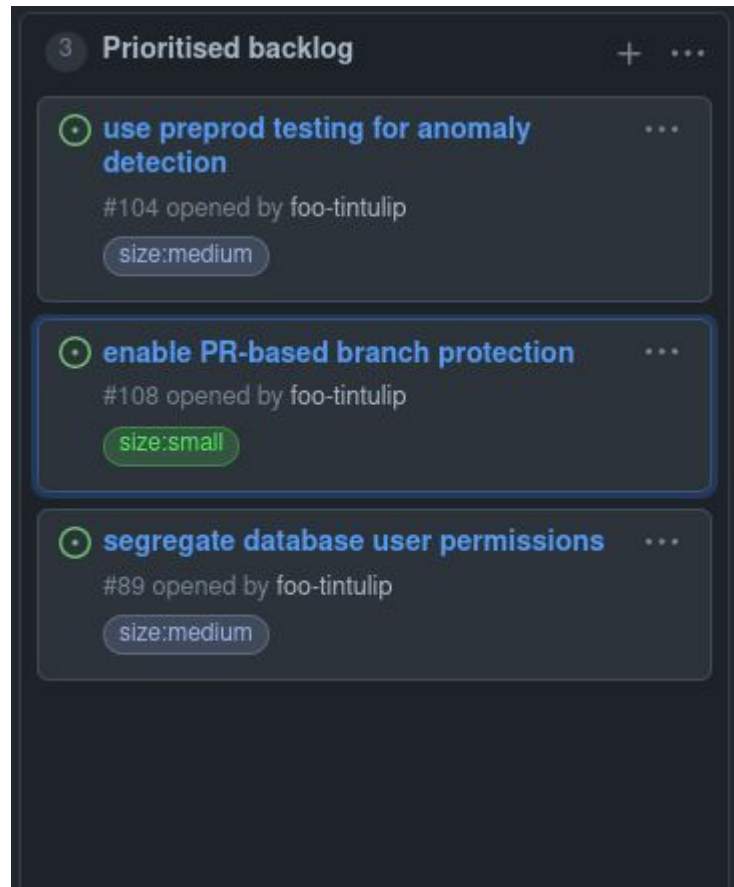 3 Prioritised backlog
use preprod testing for anomaly
detection
#104 opened by foo-tintulip
size:medium
enable PR-based branch protection
#108 opened by foo-tintulip
size:small
segregate database user permissions
#89 opened by foo-tintulip
size:medium